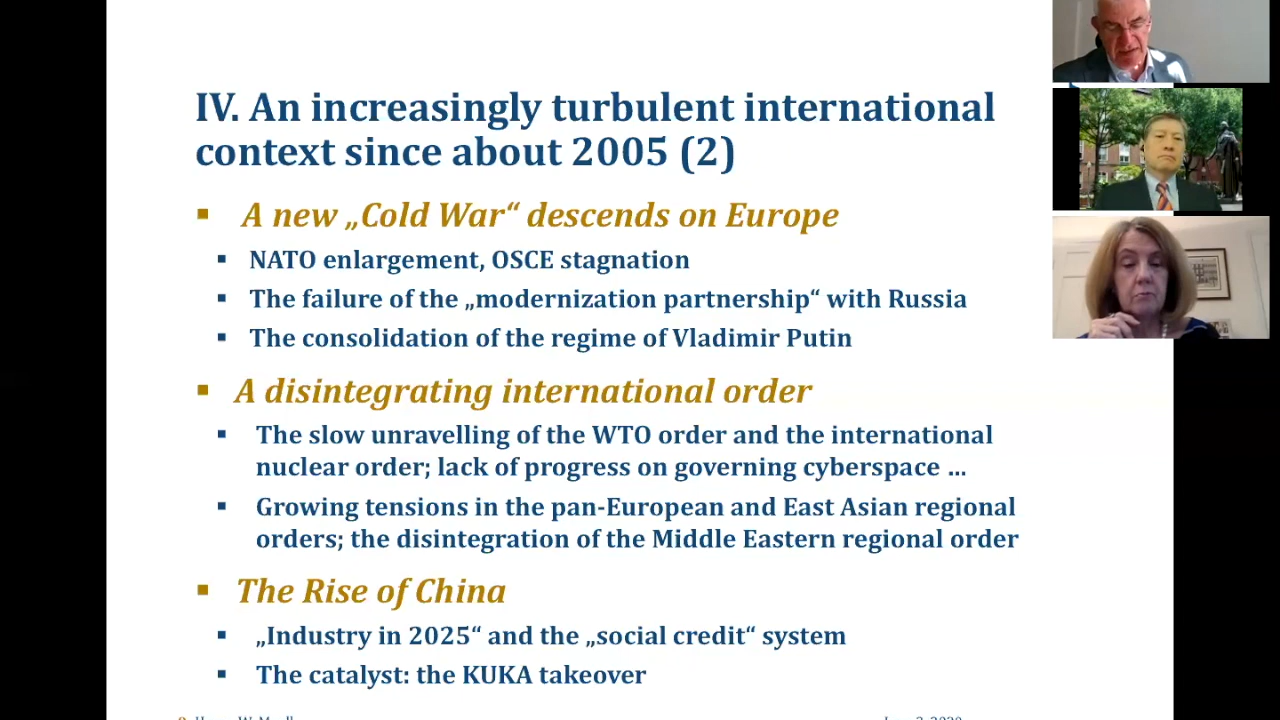 IV. An increasingly turbulent international
context since about 2005 (2)
A new „Cold War“ descends on Europe
NATO enlargement, OSCE stagnation
The failure of the „modernization partnership“ with Russia
The consolidation of the regime of Vladimir Putin
A disintegrating international order
The slow unravelling of the WTO order and the international
nuclear order; lack of progress on governing cyberspace ...
Growing tensions in the pan-European and East Asian regional
orders; the disintegration of the Middle Eastern regional order
The Rise of China
„Industry in 2025“ and the „social credit“ system
The catalyst: the KUKA takeover